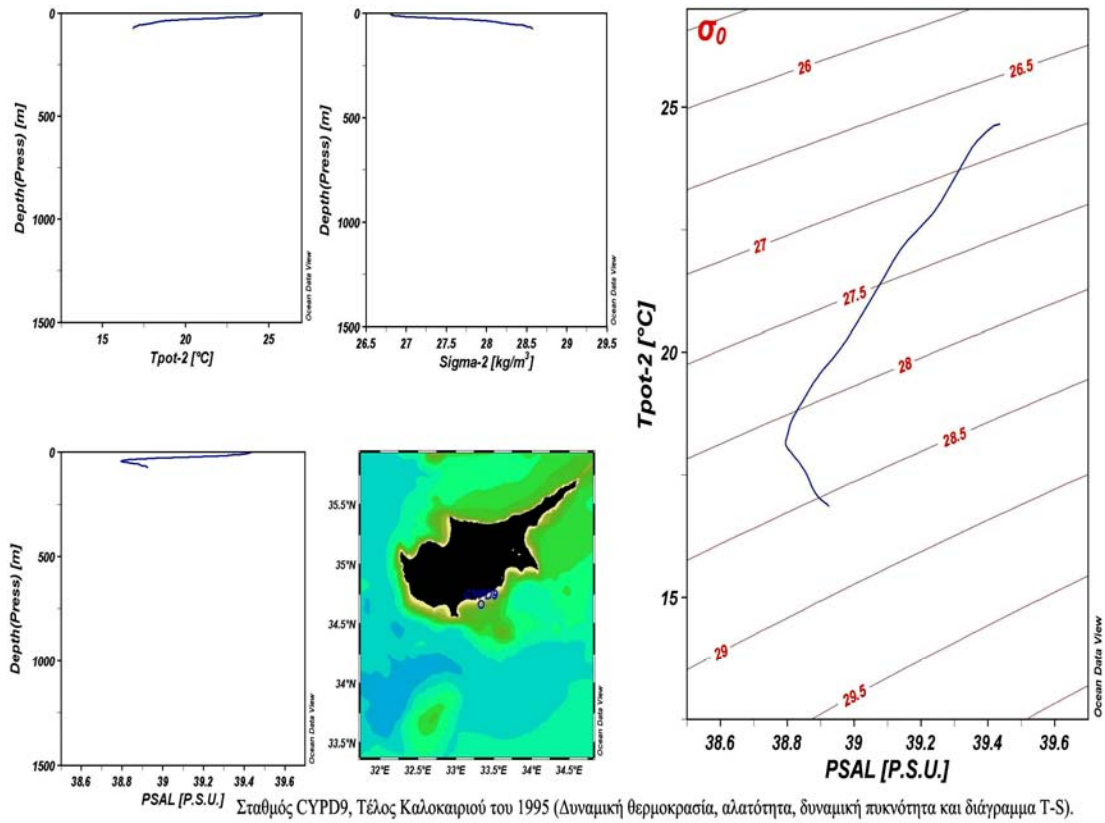 0
500
1000
1500
Depth(Press) [m]
15
20
25
Tpot-2 [°C]
Ocean Data View
0
500
1000
1500
Depth(Press) [m]
26.5
27
27.5
28
28.5
29
29.5
Sigma-2 [kg/m³]
Ocean Data View
σ0
26
26.5
27
27.5
28
28.5
29
29.5
25
20
15
Tpot-2 [°C]
38.6
38.8
39
39.2
39.4
39.6
PSAL [P.S.U.]
Ocean Data View
0
500
1000
1500
Depth(Press) [m]
38.6
38.8
39
39.2
39.4
39.6
PSAL [P.S.U.]
Ocean Data View
35.5°N
35°N
34.5°N
34°N
33.5°N
CYPD9
32°E
32.5°E
33°E
33.5°E
34°E
34.5°E
Ocean Data View
Σταθμός CYPD9, Τέλος Καλοκαιριού του 1995 (Δυναμική θερμοκρασία, αλατότητα, δυναμική πυκνότητα και διάγραμμα T-S).